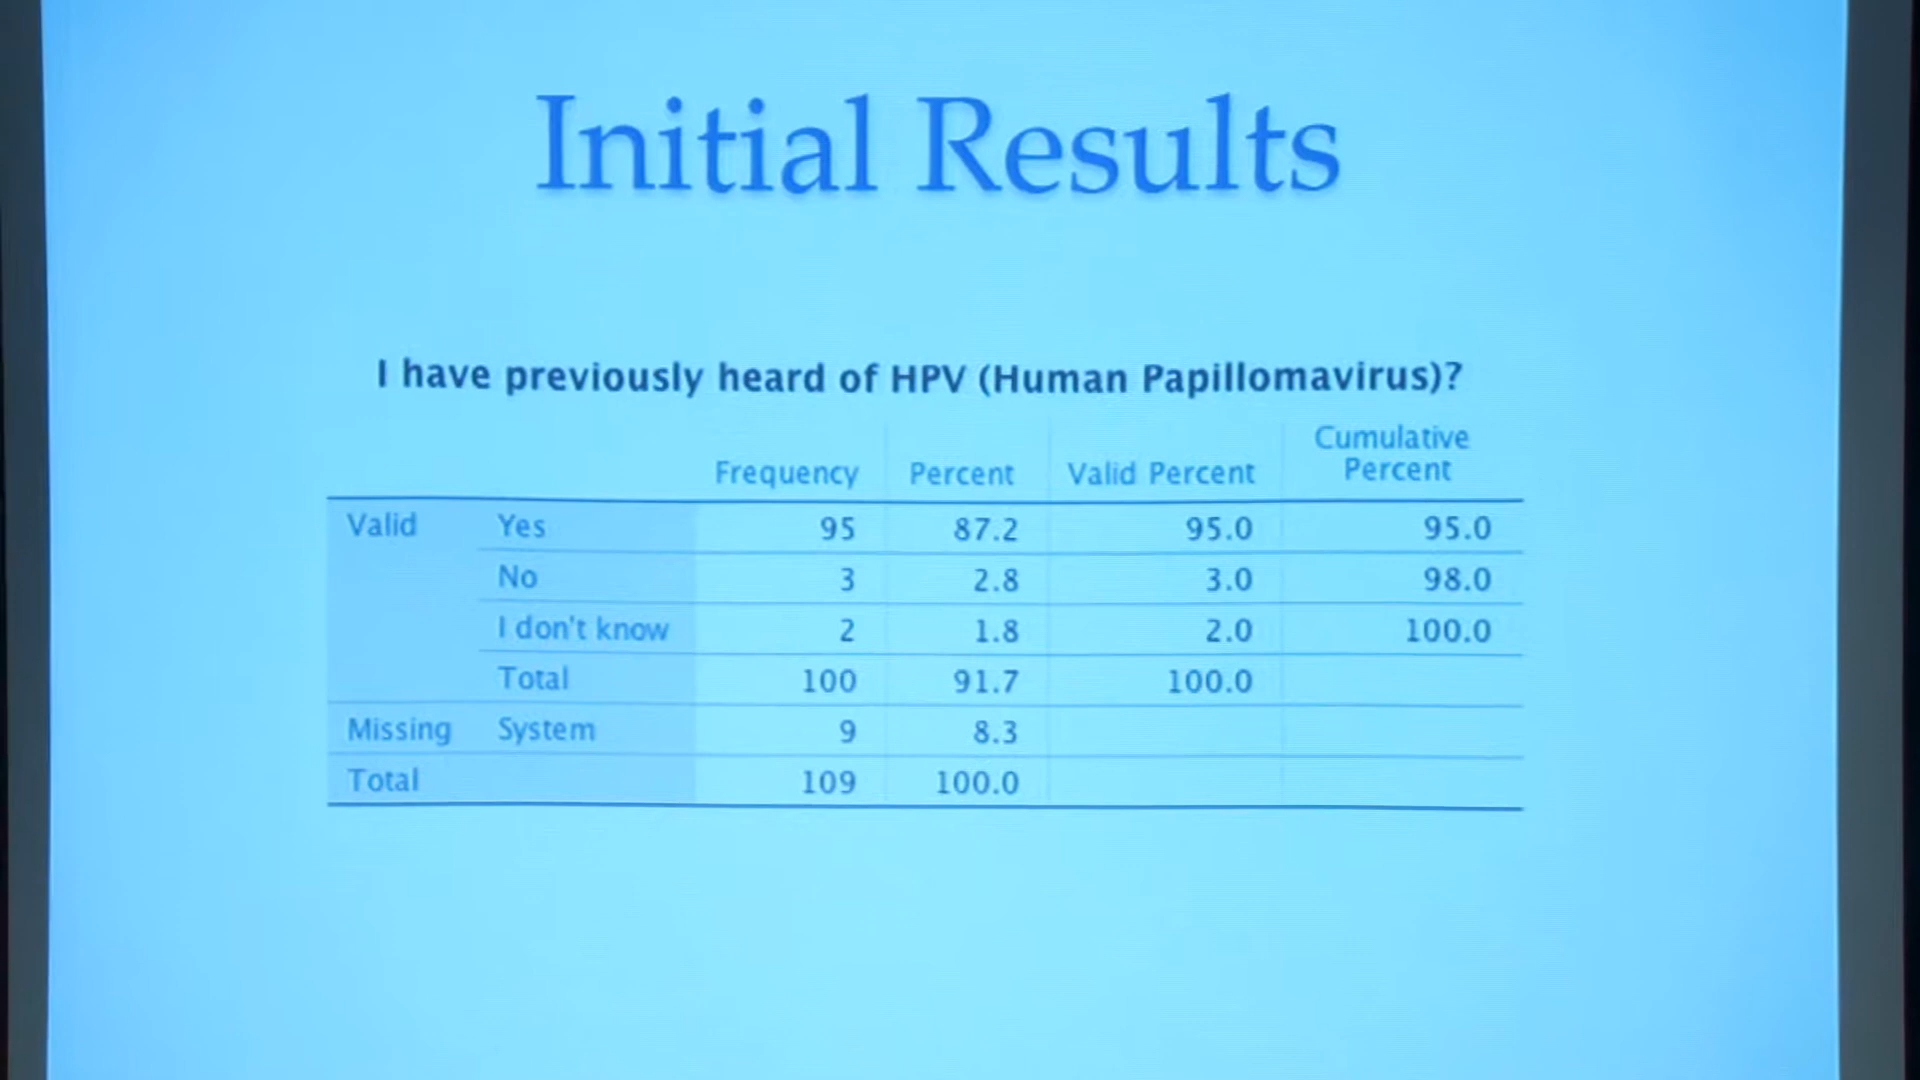 Initial Results
I have previously heard of HPV (Human Papillomavirus)?
Frequency Percent Valid Percent Cumulative Percent
Valid Yes 95 87.2 95.0 95.0
No 3 2.8 3.0 98.0
I don't know 2 1.8 2.0 100.0
Total 100 91.7 100.0
Missing System 9 8.3
Total 109 100.0